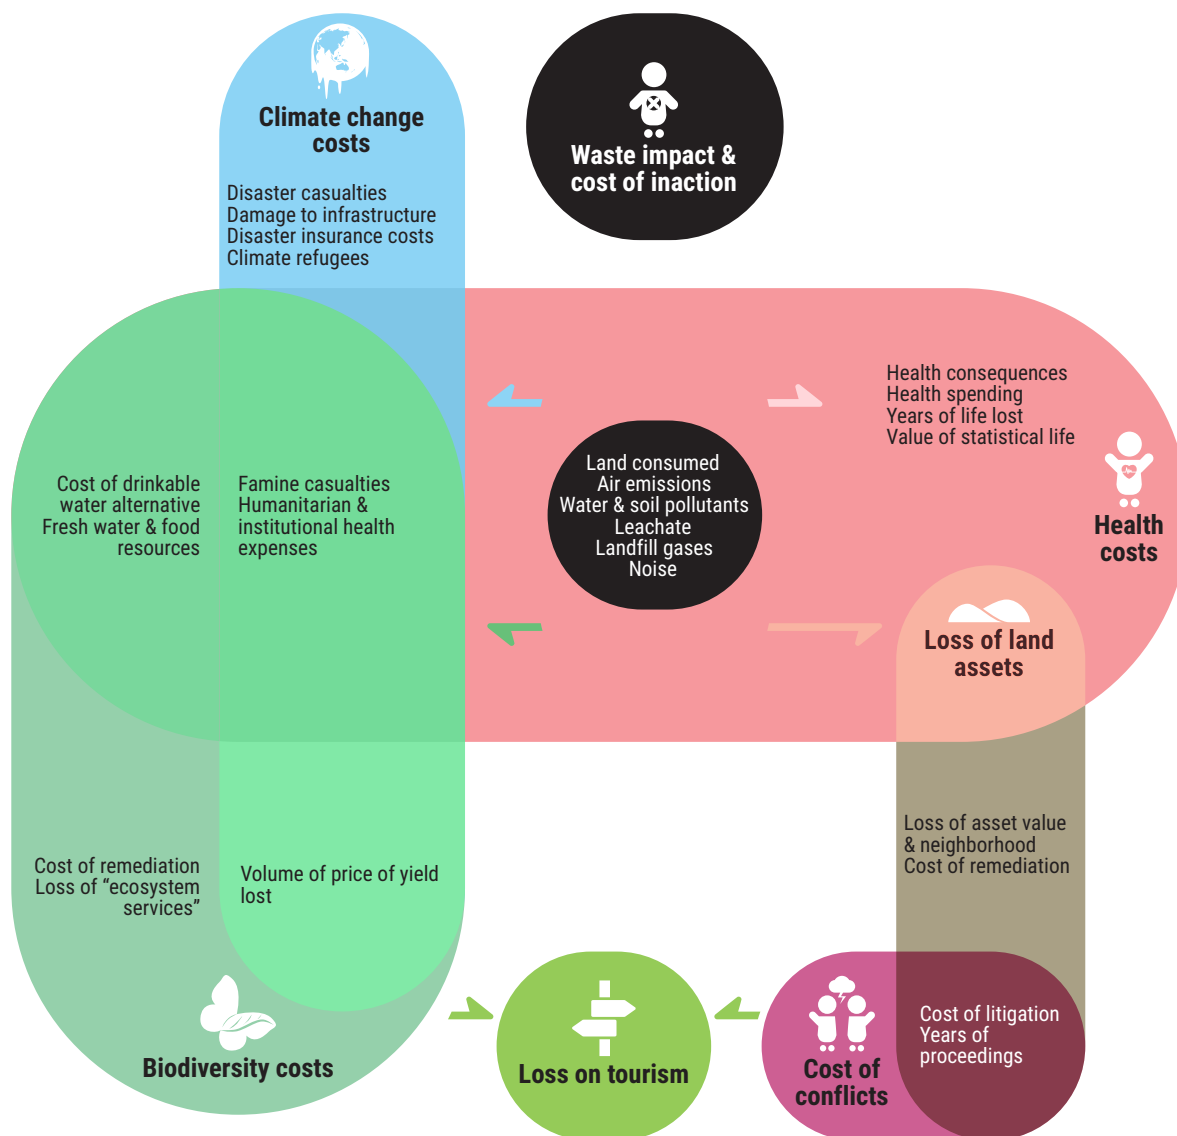 Climate change
costs
Disaster casualties
Damage to infrastructure
Disaster insurance costs
Climate refugees
Waste impact &
cost of inaction
Health consequences
Health spending
Years of life lost
Value of statistical life
Health
costs
Land consumed
Air emissions
Water & soil pollutants
Leachate
Landfill gases
Noise
Cost of drinkable
water alternative
Fresh water & food
resources
Famine casualties
Humanitarian &
institutional health
expenses
Loss of land
assets
Loss of asset value
& neighborhood
Cost of remediation
Cost of remediation
Loss of “ecosystem
services”
Volume of price of yield
lost
Biodiversity costs
Loss on tourism
Cost of
conflicts
Cost of litigation
Years of
proceedings